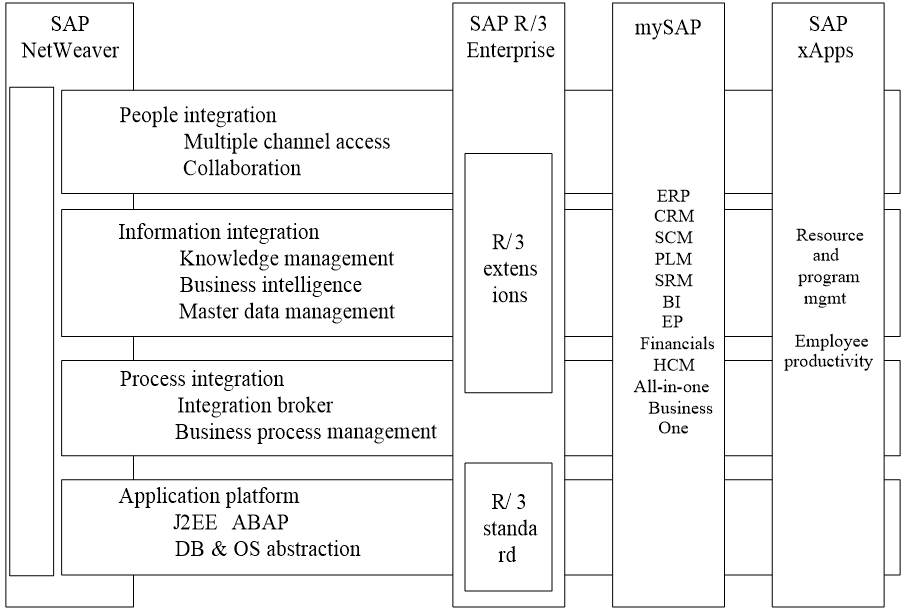 SAP
NetWeaver
SAP R/3
Enterprise
mySAP
SAP
xApps
People integration
Multiple channel access
Collaboration
Information integration
Knowledge management
Business intelligence
Master data management
Process integration
Integration broker
Business process management
Application platform
J2EE ABAP
DB & OS abstraction
R/3
extens
ions
R/ 3
standa
rd
ERP
CRM
SCM
PLM
SRM
BI
EP
Financials
HCM
All-in-one
Business
One
Resource
and
program
mgmt
Employee
productivity